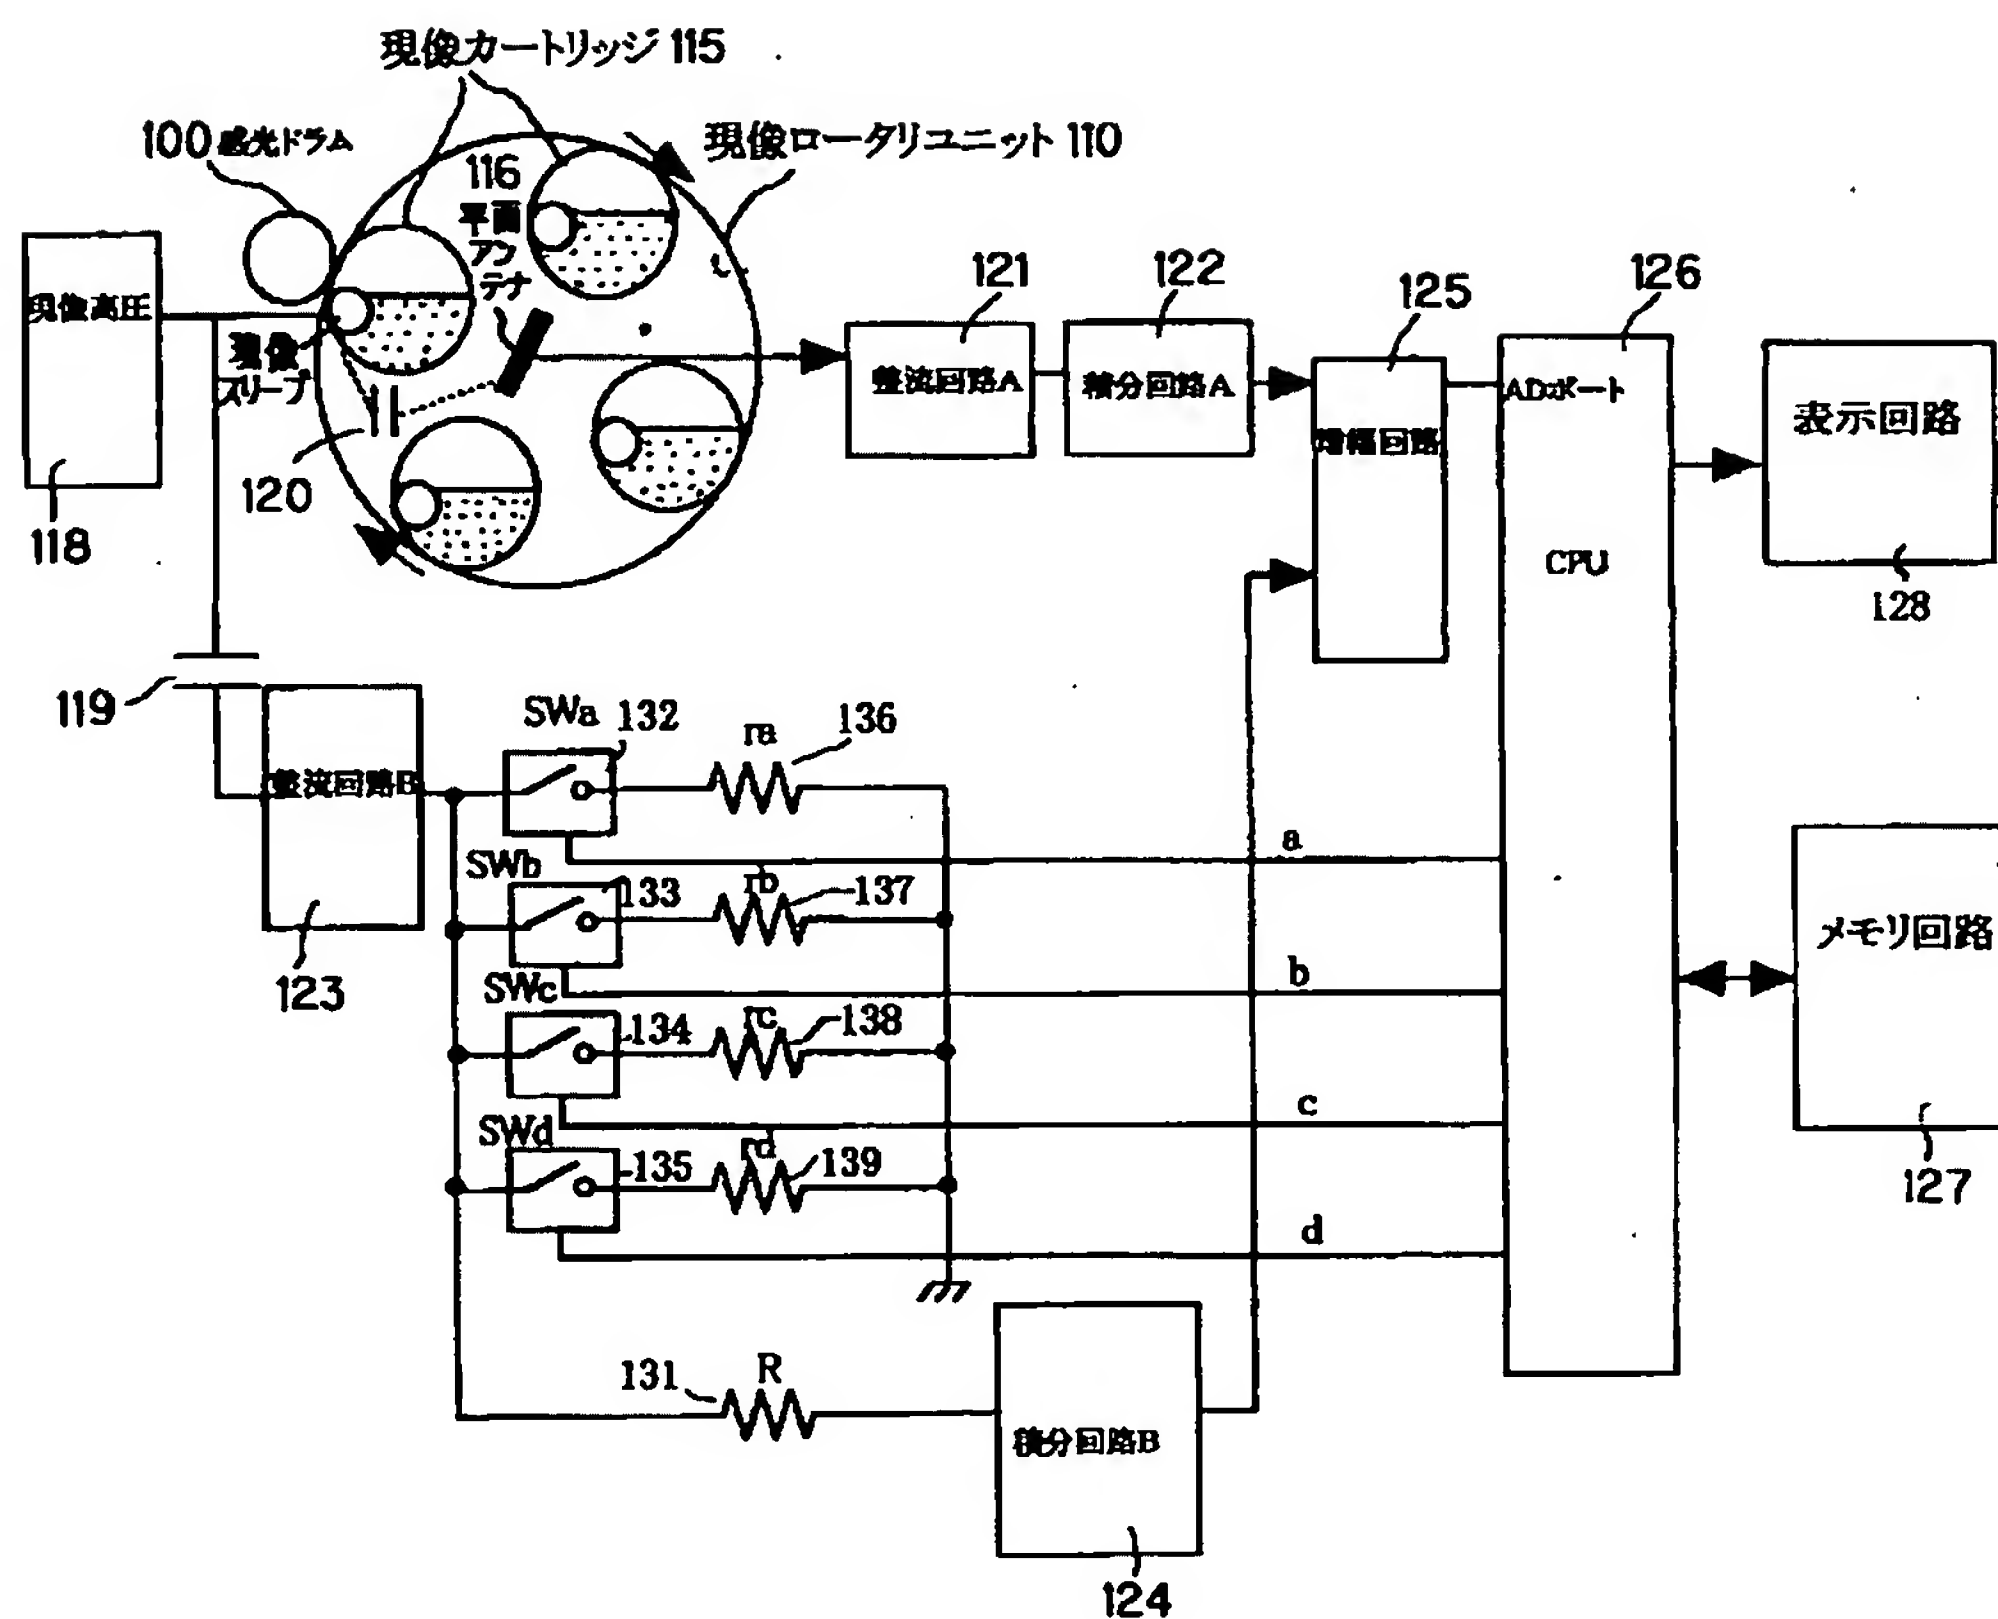 現像カートリッジ 115
100 感光ドラム
現像ロータリユニット 110
116
平面
アン
テナ
現像高圧
現像
スリーブ
120
118
121
整流回路A
122
積分回路A
125
増幅回路
126
ADポート
CPU
表示回路
128
119
整流回路B
123
SWa 132
ra 136
a
SWb
133
rb
137
b
SWc
134
rc
138
c
SWd
135
rd
139
d
メモリ回路
127
131
R
積分回路B
124